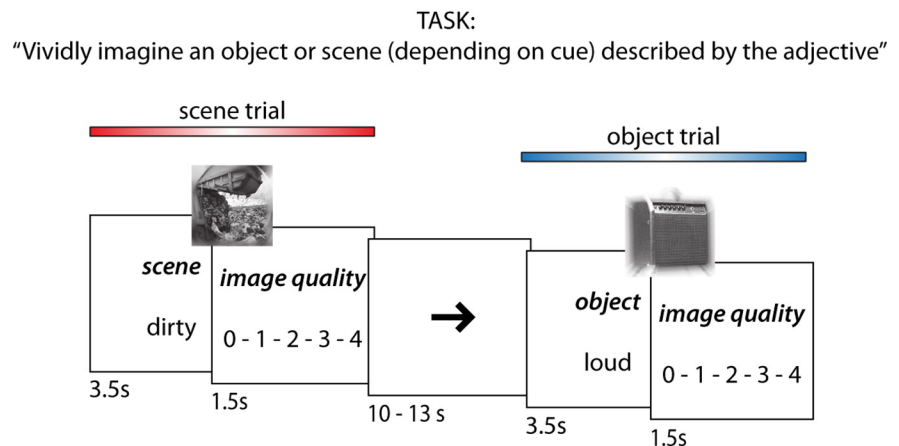 TASK:
“Vividly imagine an object or scene (depending on cue) described by the adjective”
scene trial
object trial
scene
dirty
3.5s
image quality
0 - 1 - 2 - 3 - 4
1.5s
10 - 13 s
object
loud
3.5s
image quality
0 - 1 - 2 - 3 - 4
1.5s